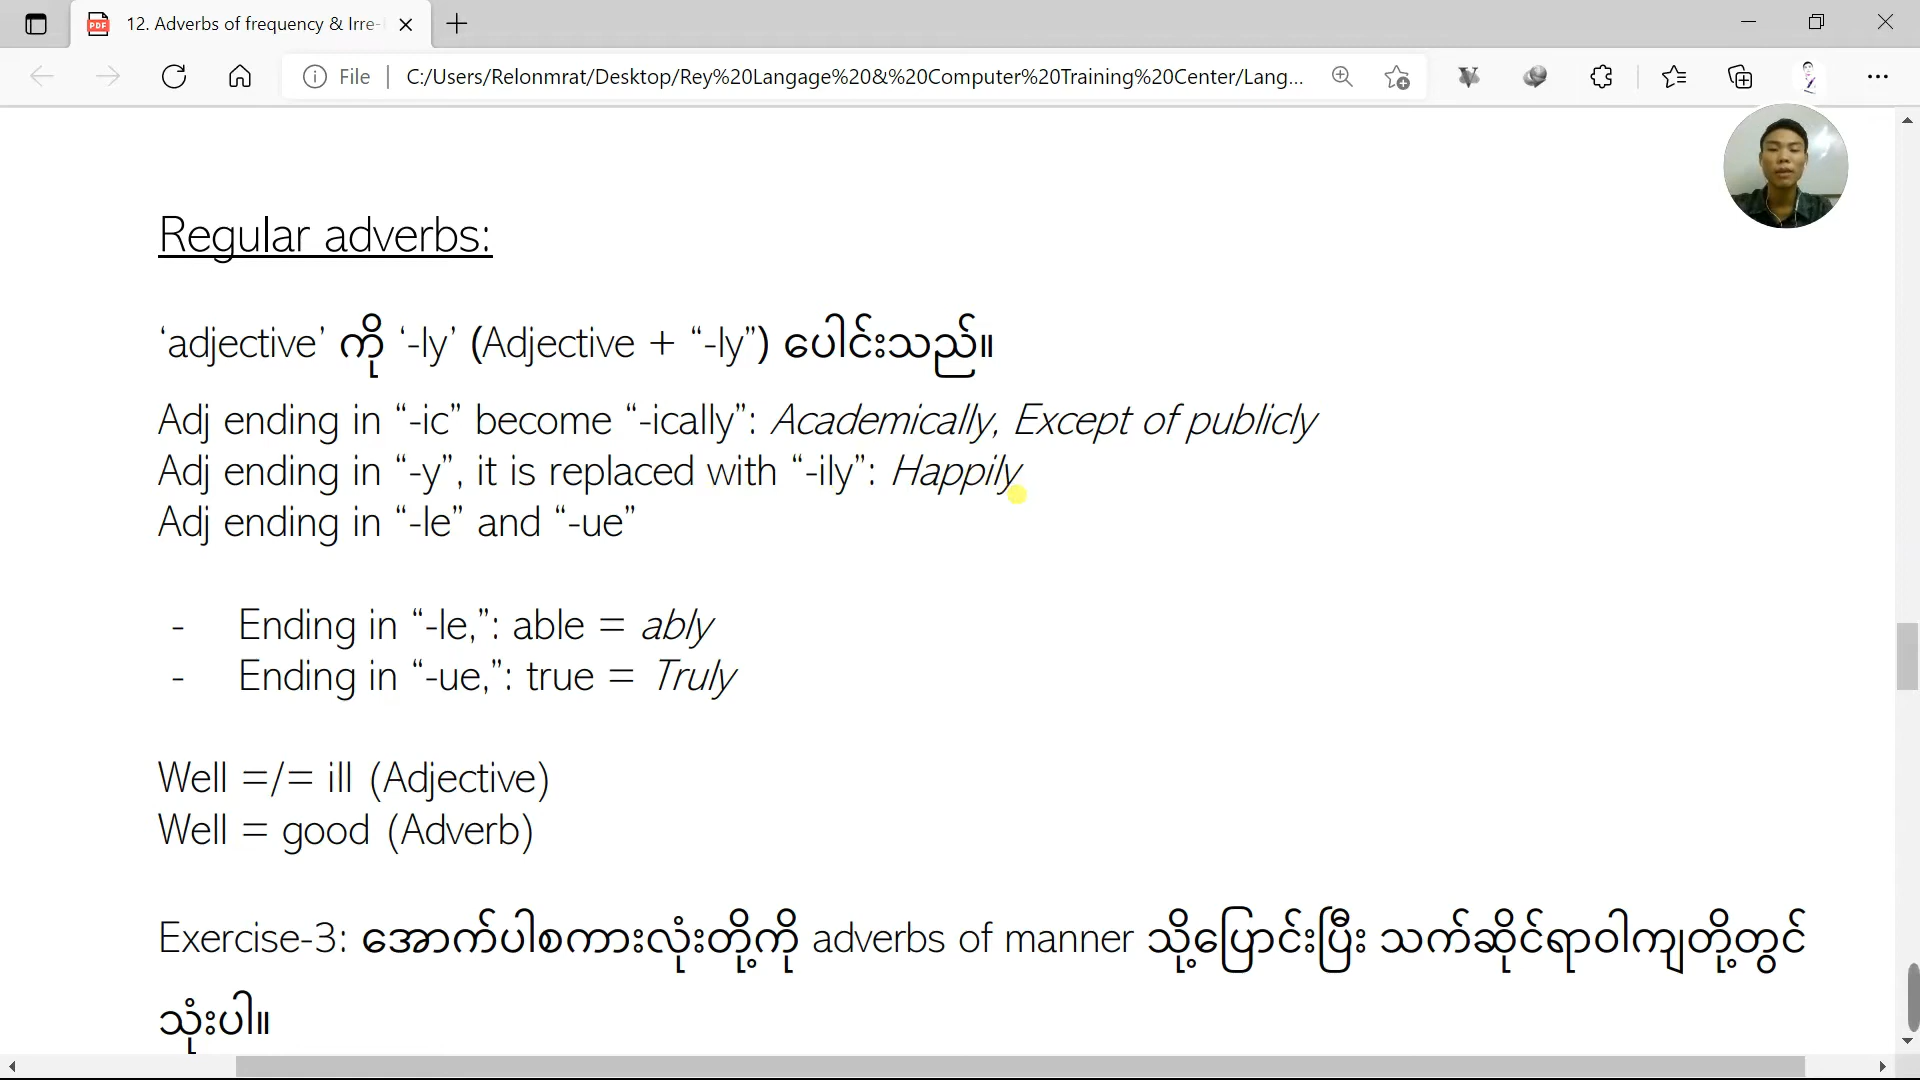 12. Adverbs of frequency & Irre-
File
C:/Users/Relonmrat/Desktop/Rey%20Langage%20&%20Computer%20Training%20Center/Lang...
Regular adverbs:
‘adjective’ ကို ‘-ly’ (Adjective + “-ly”) ပေါင်းသည်။
Adj ending in “-ic” become “-ically”: Academically, Except of publicly
Adj ending in “-y”, it is replaced with “-ily”: Happily
Adj ending in “-le” and “-ue”
- Ending in “-le,”: able = ably
- Ending in “-ue,”: true = Truly
Well =/= ill (Adjective)
Well = good (Adverb)
Exercise-3: အောက်ပါစကားလုံးတို့ကို adverbs of manner သို့ပြောင်းပြီး သက်ဆိုင်ရာဝါကျတို့တွင်
သုံးပါ။